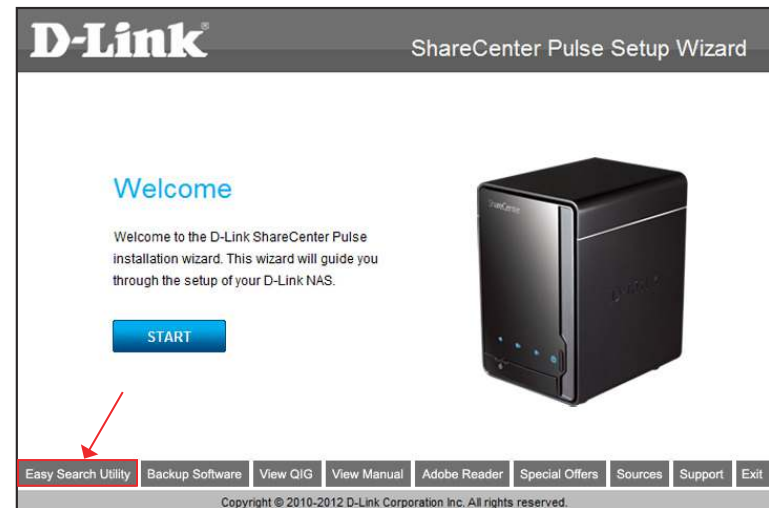 D-Link®
ShareCenter Pulse Setup Wizard
Welcome
Welcome to the D-Link ShareCenter Pulse
installation wizard. This wizard will guide you
through the setup of your D-Link NAS.
START
ShareCenter
D-Link
Easy Search Utility Backup Software View QIG View Manual Adobe Reader Special Offers Sources Support Exit
Copyright © 2010-2012 D-Link Corporation Inc. All rights reserved.